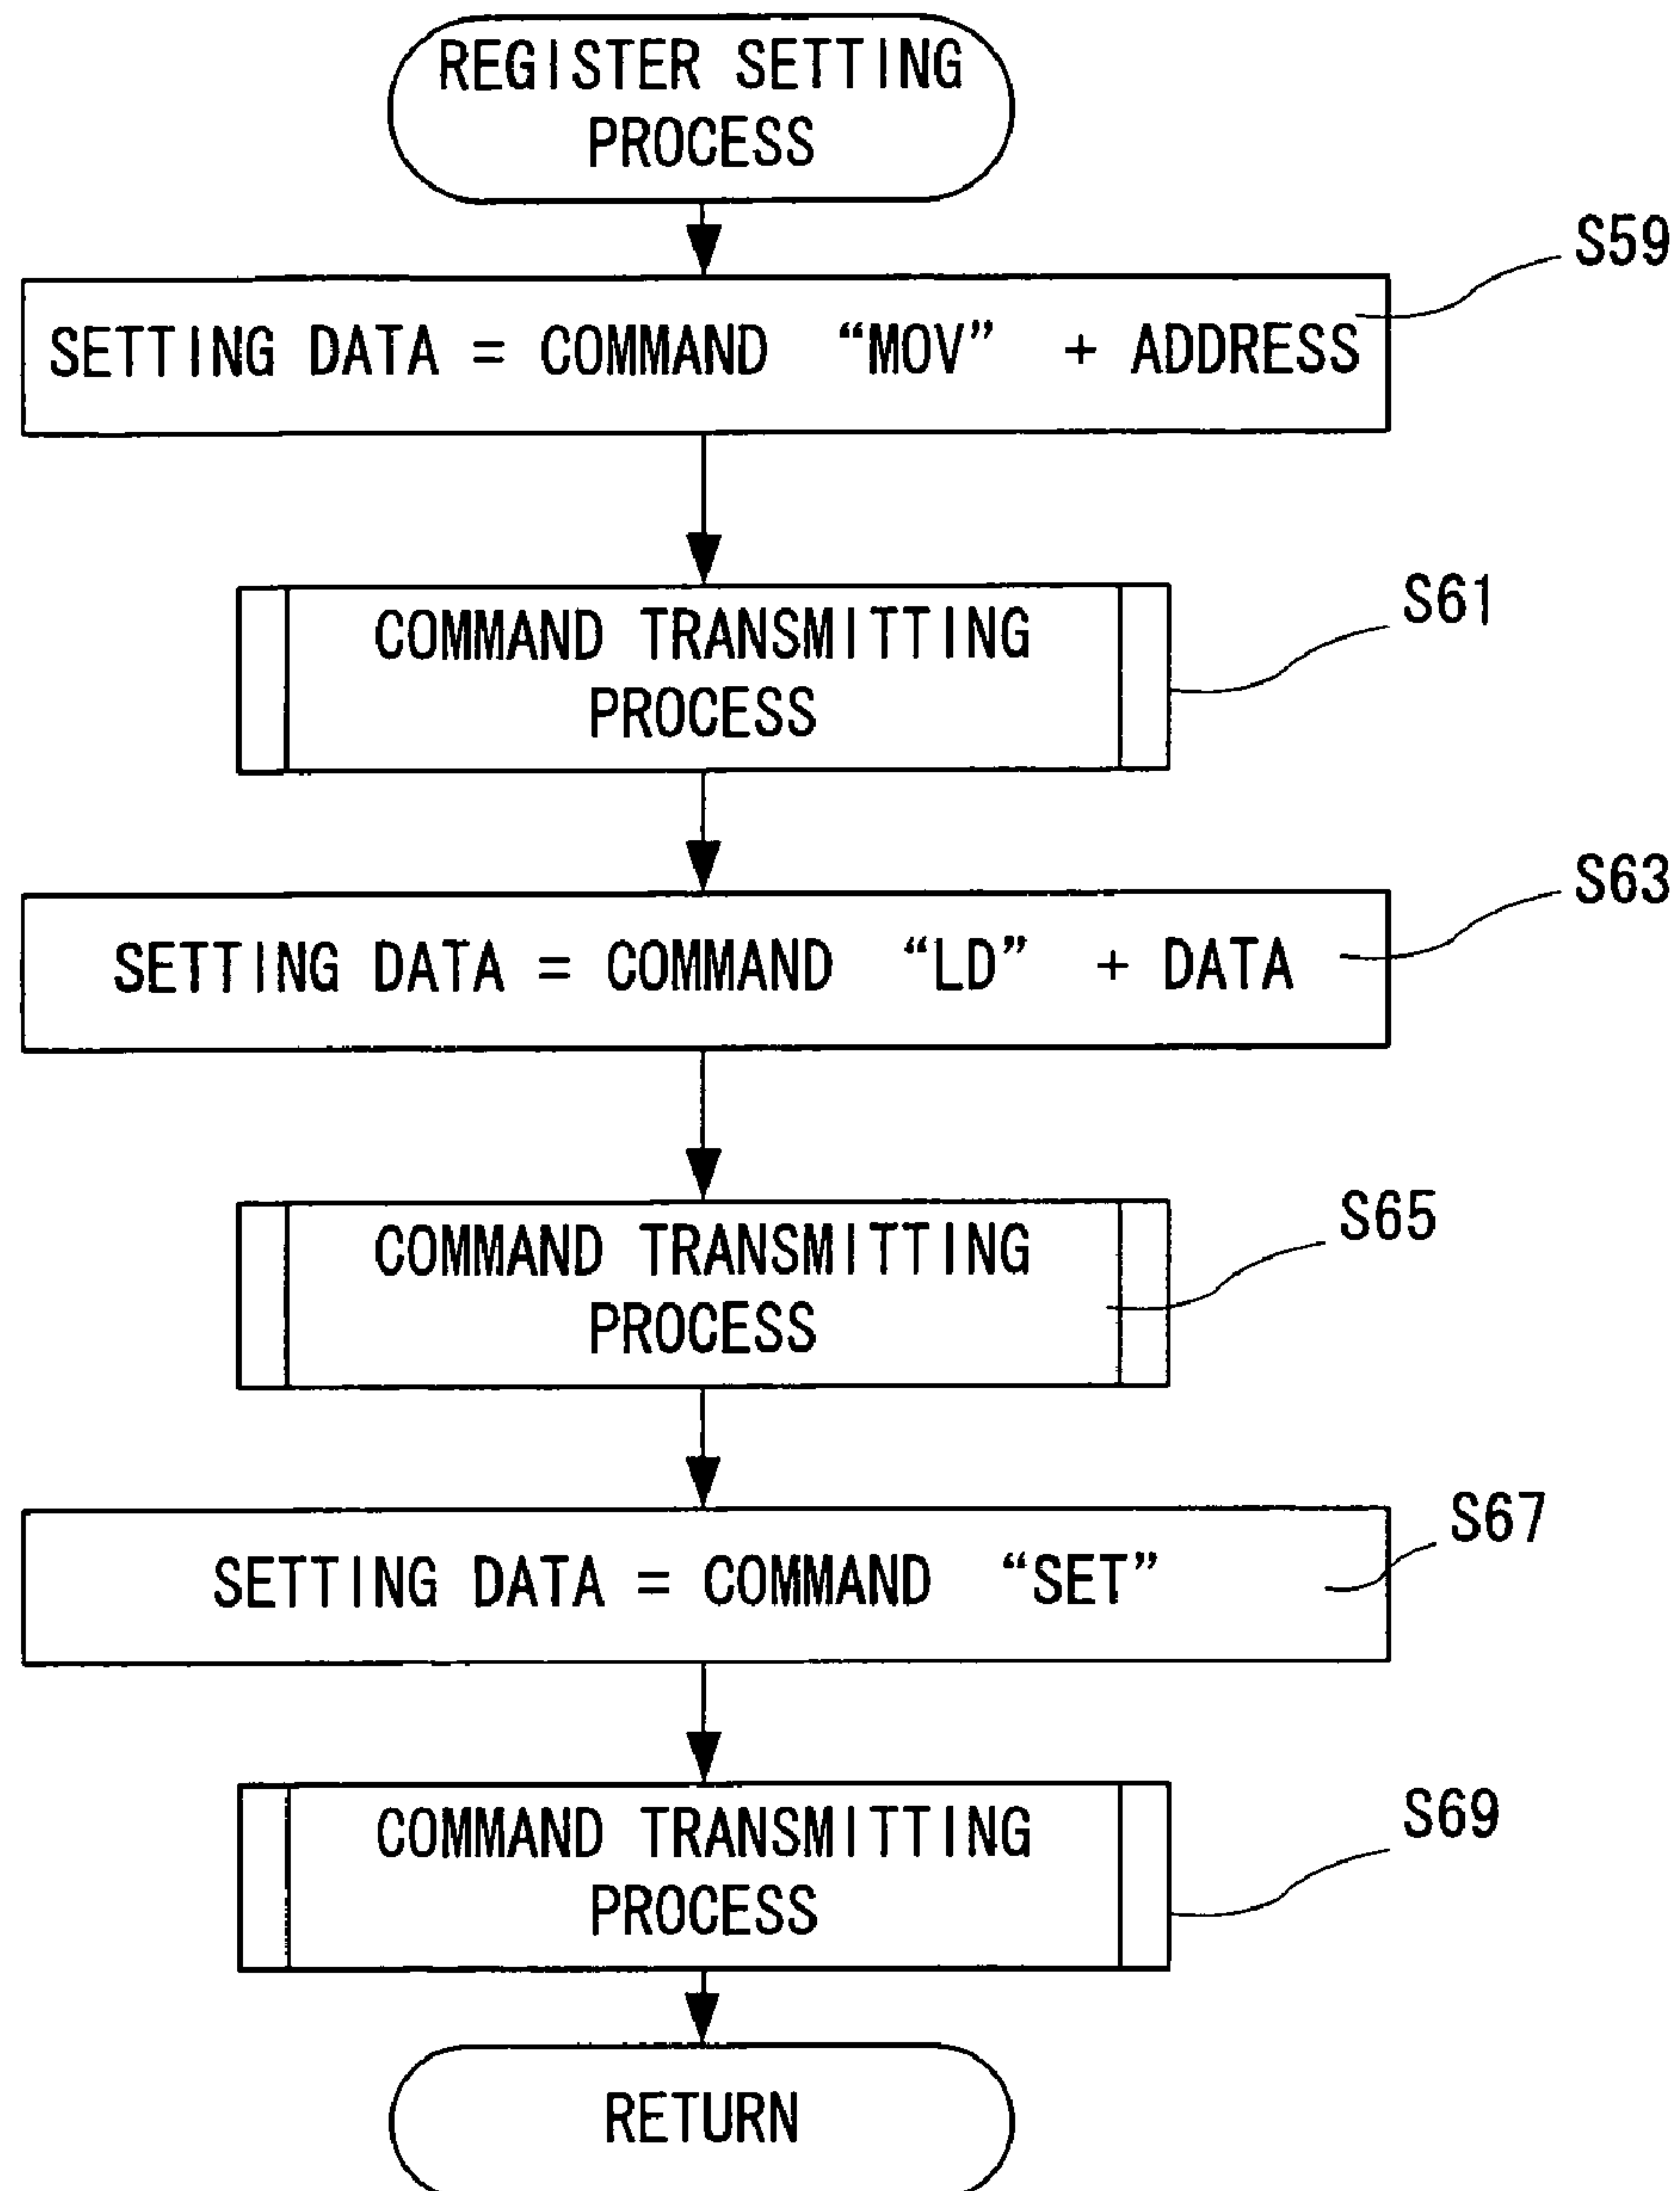 REGISTER SETTING
PROCESS
S59
SETTING DATA = COMMAND “MOV” + ADDRESS
S61
COMMAND TRANSMITTING
PROCESS
S63
SETTING DATA = COMMAND “LD” + DATA
S65
COMMAND TRANSMITTING
PROCESS
S67
SETTING DATA = COMMAND “SET”
S69
COMMAND TRANSMITTING
PROCESS
RETURN